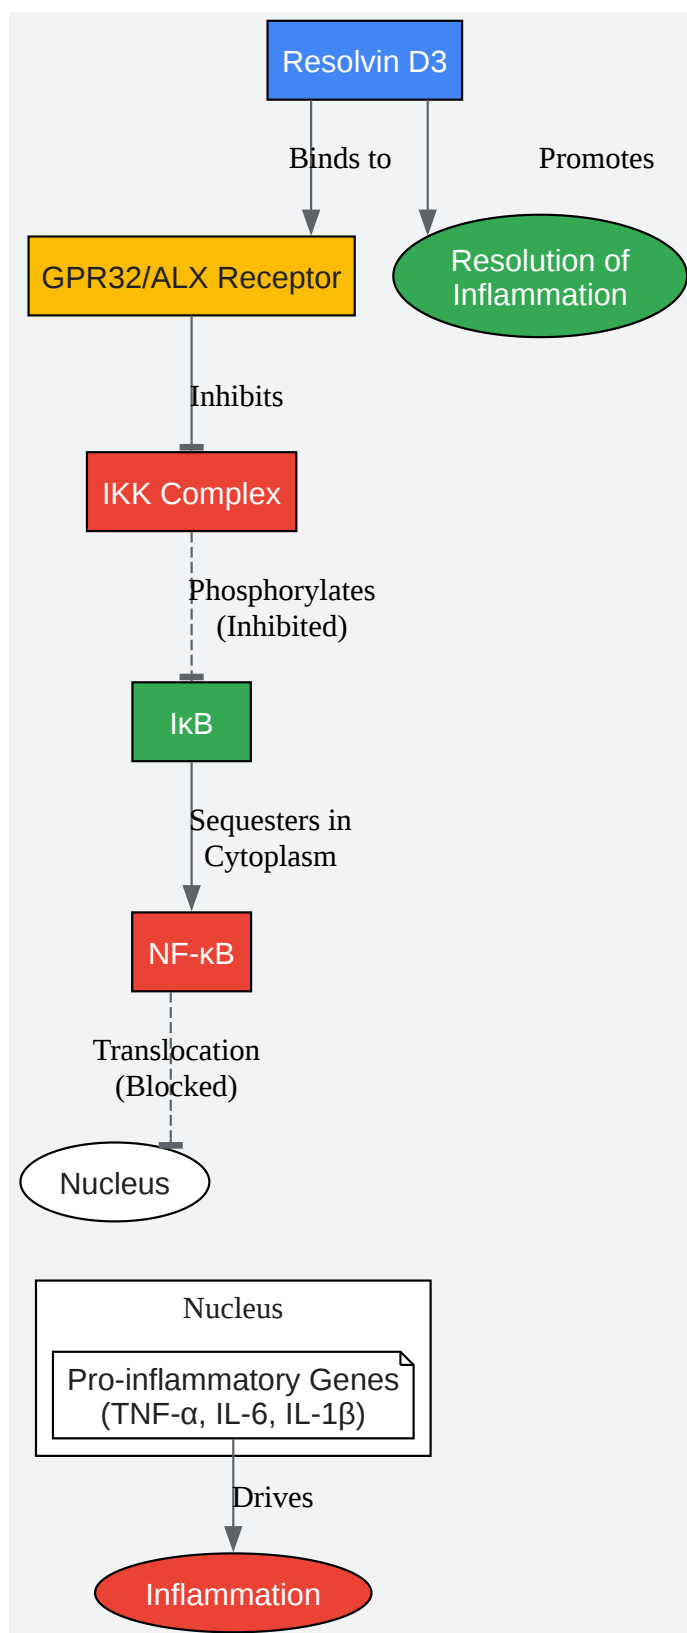 Resolvin D3
Binds to
Promotes
GPR32/ALX Receptor
Resolution of
Inflammation
Inhibits
IKK Complex
Phosphorylates
(Inhibited)
IκB
Sequesters in
Cytoplasm
NF-κB
Translocation
(Blocked)
Nucleus
Nucleus
Pro-inflammatory Genes
(TNF-α, IL-6, IL-1β)
Drives
Inflammation